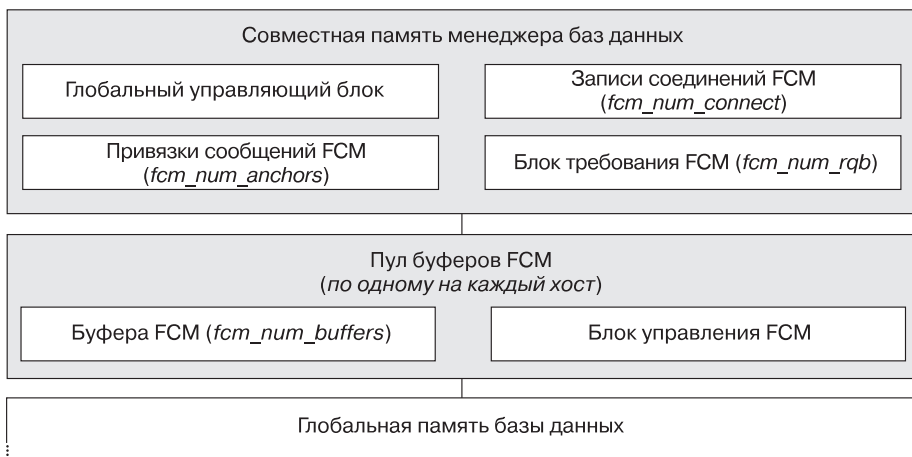 Совместная память менеджера баз данных
Глобальный управляющий блок
Записи соединений FCM
(fcm_num_connect)
Привязки сообщений FCM
(fcm_num_anchors)
Блок требования FCM (fcm_num_rqb)
Пул буферов FCM
(по одному на каждый хост)
Буфера FCM (fcm_num_buffers)
Блок управления FCM
Глобальная память базы данных